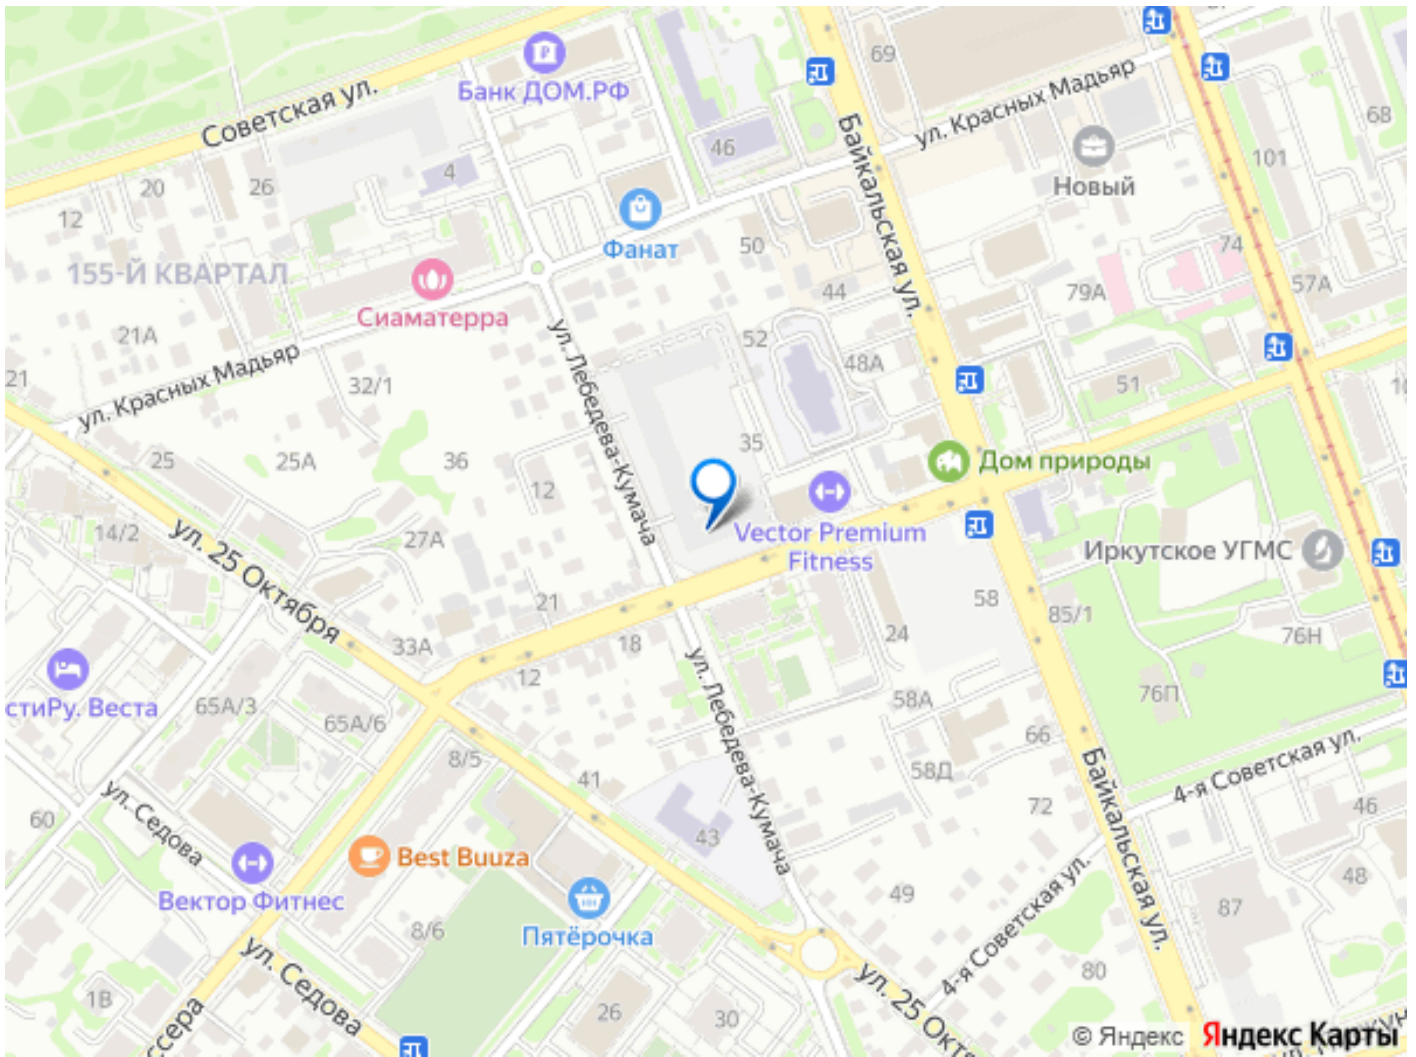 69
Банк ДОМ.РФ
Советская ул.
ул. Красных Мадьяр
68
46
Байкальская ул.
101
4
20
26
Новый
12
Фанат
50
74
155-Й КВАРТАЛ
44
79А
57А
Сиаматерра
21А
52
ул. Лебедева-Кумача
48А
21
32/1
51
ул. Красных Мадьяр
35
25
25А
36
Дом природы
12
14/2
27А
Vector Premium
Fitness
Иркутское УГМС
ул. 25 Октября
21
58
85/1
33А
18
24
76Н
12
ул. Лебедева-Кумача
58А
76П
стиРу. Веста
65А/3
65А/6
66
8/5
Байкальская ул.
4-я Советская ул.
41
58Д
72
46
60
ул. Седова
43
Best Buuza
4-я Советская ул.
48
49
87
Вектор Фитнес
8/6
Пятёрочка
ул. Седова
80
1В
ул. 25 Окт
26
30
ссера
© Яндекс
Яндекс Карты